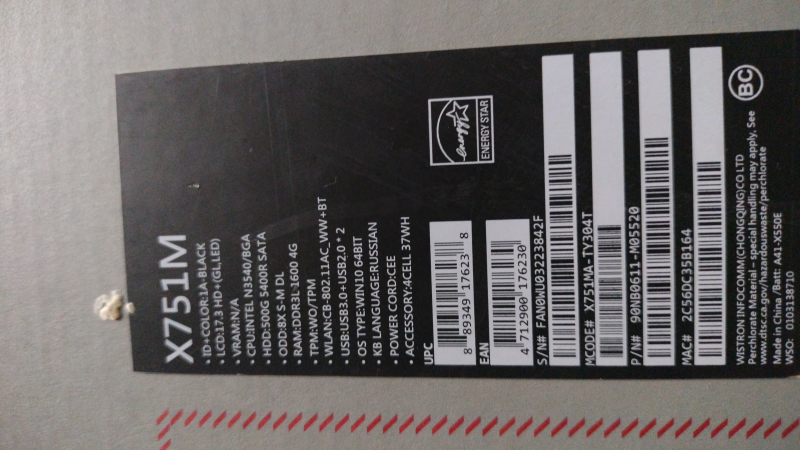 X751M
• ID+COLOR:1A-BLACK
• LCD:17.3 HD+(GL,LED)
• VRAM:N/A
• CPU:INTEL N3540/BGA
• HDD:500G 5400R SATA
• ODD:8X S-M DL
• RAM:DDR3L-1600 4G
• TPM:WO/TPM
• WLAN:CB-802.11AC_WW+BT
• USB:USB3.0+USB2.0 * 2
• OS TYPE:WIN10 64BIT
• KB LANGUAGE:RUSSIAN
• POWER CORD:CEE
• ACCESSORY:4CELL 37WH
energy
ENERGY STAR
UPC
8 89349 17623 8
EAN
4 712900 176230
S/N# FAN0WU03223842F
MCODE# X751MA-TY304T
P/N# 90NB0611-M05520
MAC# 2C56DC35B164
WISTRON INFOCOMM(CHONGQING)CO LTD
Perchlorate Material – special handling may apply, See
www.dtsc.ca.gov/hazardouswaste/perchlorate
Made in China /Batt: A41-X550E
WSO: 0103138710
BC